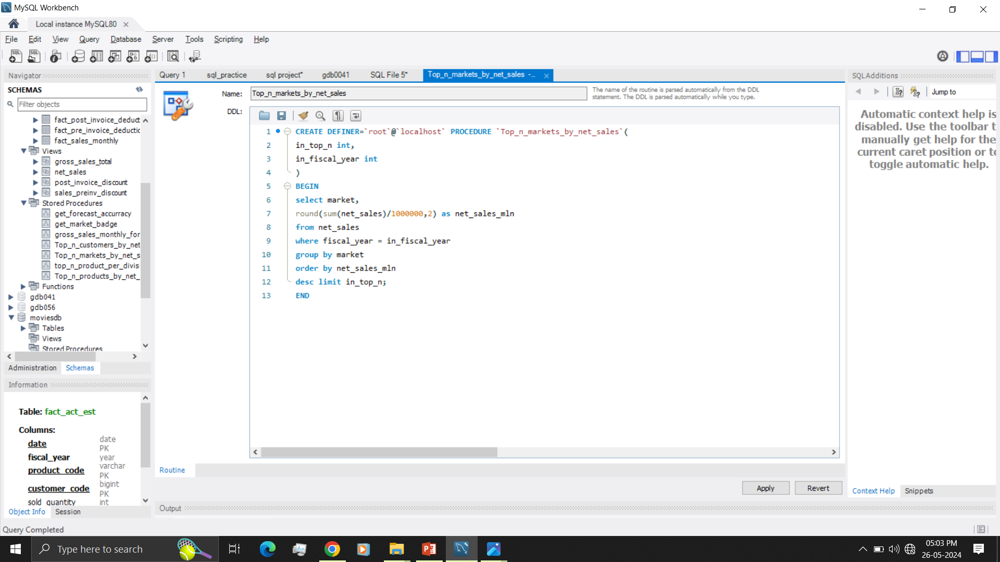 MySQL Workbench
Local instance MySQL80
File Edit View Query Database Server Tools Scripting Help
Navigator
SCHEMAS
Filter objects
fact_post_invoice_deduct
fact_pre_invoice_deductic
fact_sales_monthly
Views
gross_sales_total
net_sales
post_invoice_discount
sales_preinv_discount
Stored Procedures
get_forecast_accurracy
get_market_badge
gross_sales_monthly_for
Top_n_customers_by_net
Top_n_markets_by_net_s
top_n_product_per_divisi
Top_n_products_by_net_
Functions
gdb041
gdb056
moviesdb
Tables
Views
Stored Procedures
Administration Schemas
Information
Table: fact_act_est
Columns:
date date PK
fiscal_year year
product_code varchar PK
customer_code bigint PK
sold_quantity int
Object Info Session
Query 1 sql_practice sql project* gdb0041 SQL File 5* Top_n_markets_by_net_sales -...
Name: Top_n_markets_by_net_sales
The name of the routine is parsed automatically from the DDL
statement. The DDL is parsed automatically while you type.
DDL:
1 CREATE DEFINER=`root`@`localhost` PROCEDURE `Top_n_markets_by_net_sales`(
2 in_top_n int,
3 in_fiscal_year int
4 )
5 BEGIN
6 select market,
7 round(sum(net_sales)/1000000,2) as net_sales_mln
8 from net_sales
9 where fiscal_year = in_fiscal_year
10 group by market
11 order by net_sales_mln
12 desc limit in_top_n;
13 END
Routine
Apply Revert
Output
SQLAdditions
Jump to
Automatic context help is
disabled. Use the toolbar t
manually get help for the
current caret position or to
toggle automatic help.
Context Help Snippets
Query Completed
Type here to search
05:03 PM
26-05-2024